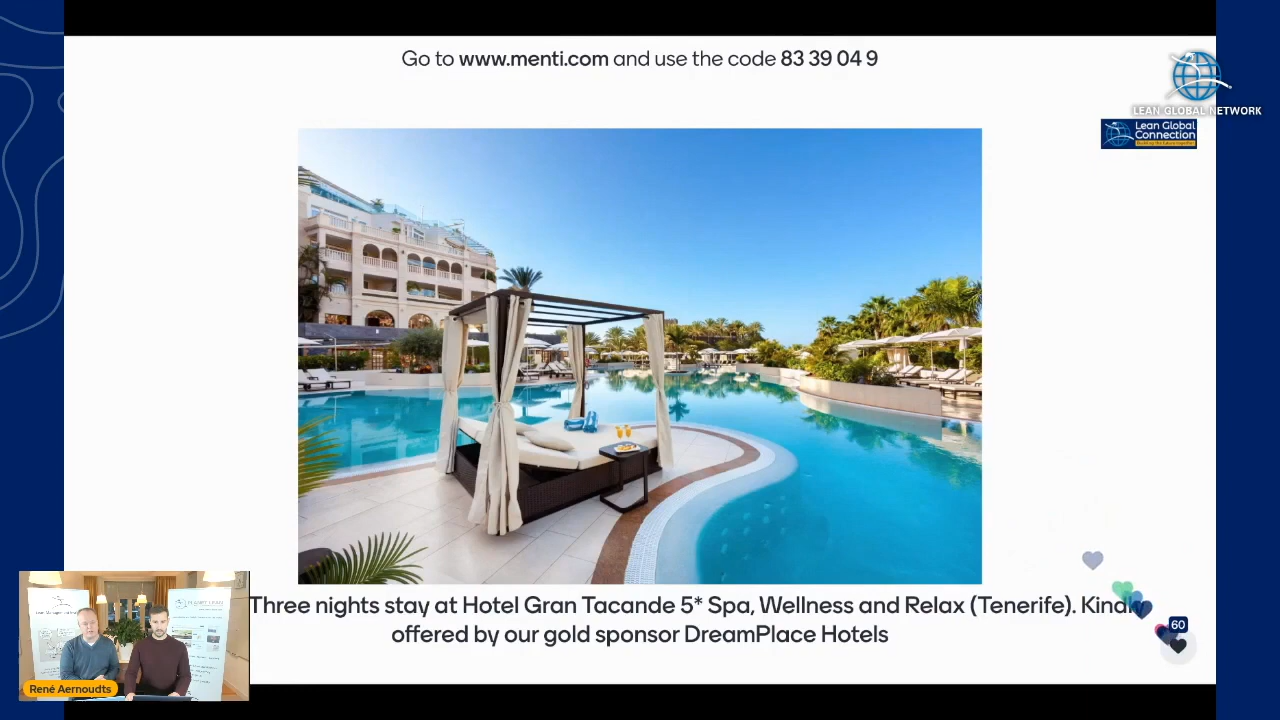 Go to www.menti.com and use the code 83 39 04 9
LEAN GLOBAL NETWORK
Lean Global
Connection
Three nights stay at Hotel Gran Tacande 5* Spa, Wellness and Relax (Tenerife). Kindly
offered by our gold sponsor DreamPlace Hotels
60
PLANET LEAN
René Aernoudts